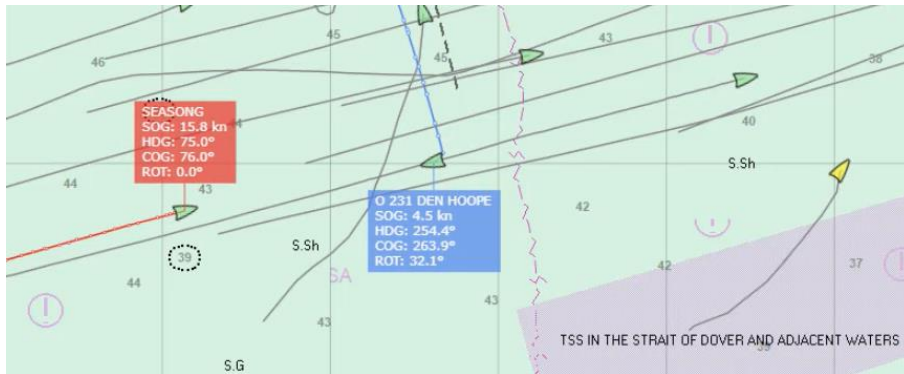 45
43
46
45
38
SEASONG
SOG: 15.8 kn
HDG: 75.0°
COG: 76.0°
ROT: 0.0°
4
40
S.Sh
44
43
O 231 DEN HOOPE
SOG: 4.5 kn
HDG: 254.4°
COG: 263.9°
ROT: 32.1°
42
S.Sh
39
42
37
SA
44
43
43
TSS IN THE STRAIT OF DOVER AND ADJACENT WATERS
S.G